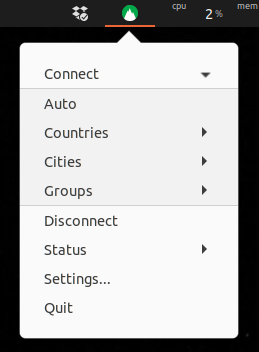 cpu
2 %
mem
Connect
Auto
Countries
Cities
Groups
Disconnect
Status
Settings...
Quit